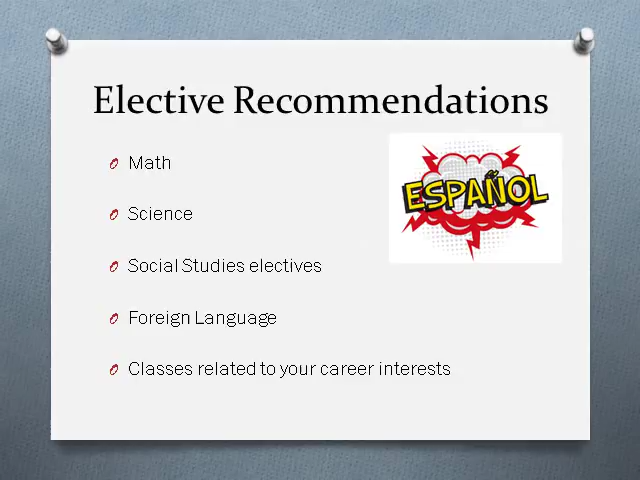 Elective Recommendations
Math
ESPAÑOL
Science
Social Studies electives
Foreign Language
Classes related to your career interests